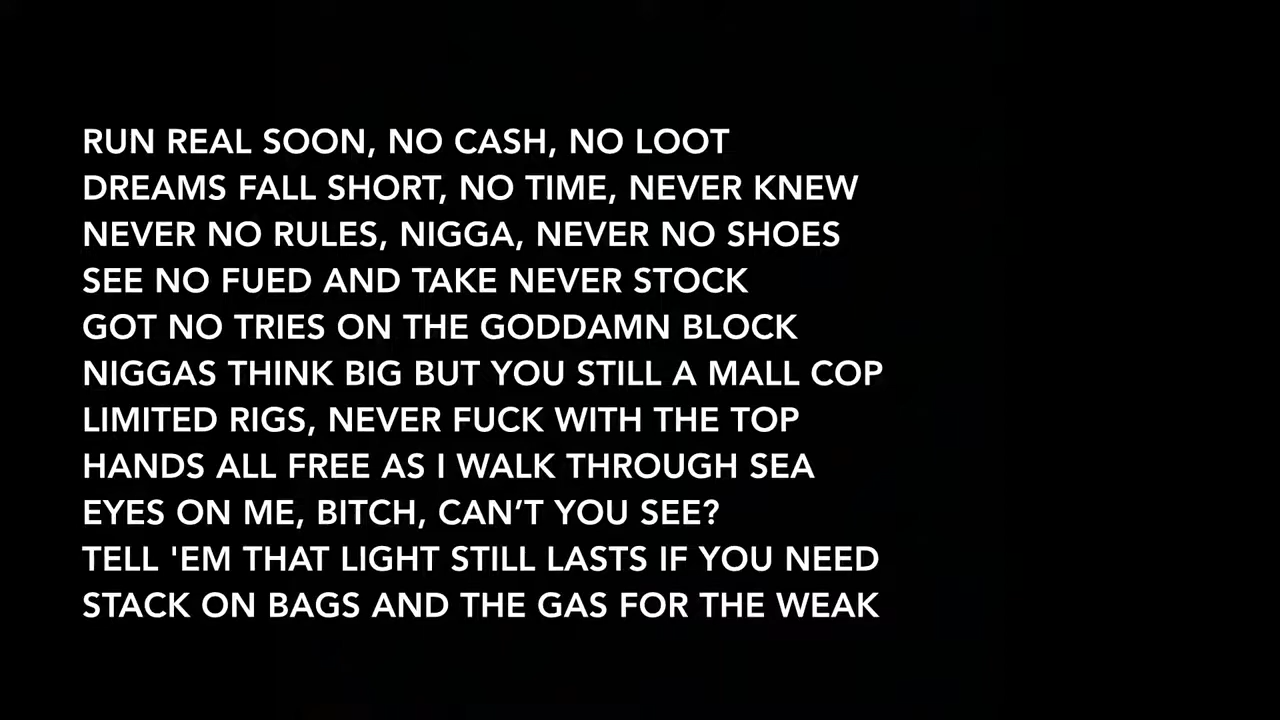 RUN REAL SOON, NO CASH, NO LOOT
DREAMS FALL SHORT, NO TIME, NEVER KNEW
NEVER NO RULES, NIGGA, NEVER NO SHOES
SEE NO FUED AND TAKE NEVER STOCK
GOT NO TRIES ON THE GODDAMN BLOCK
NIGGAS THINK BIG BUT YOU STILL A MALL COP
LIMITED RIGS, NEVER FUCK WITH THE TOP
HANDS ALL FREE AS I WALK THROUGH SEA
EYES ON ME, BITCH, CAN’T YOU SEE?
TELL 'EM THAT LIGHT STILL LASTS IF YOU NEED
STACK ON BAGS AND THE GAS FOR THE WEAK